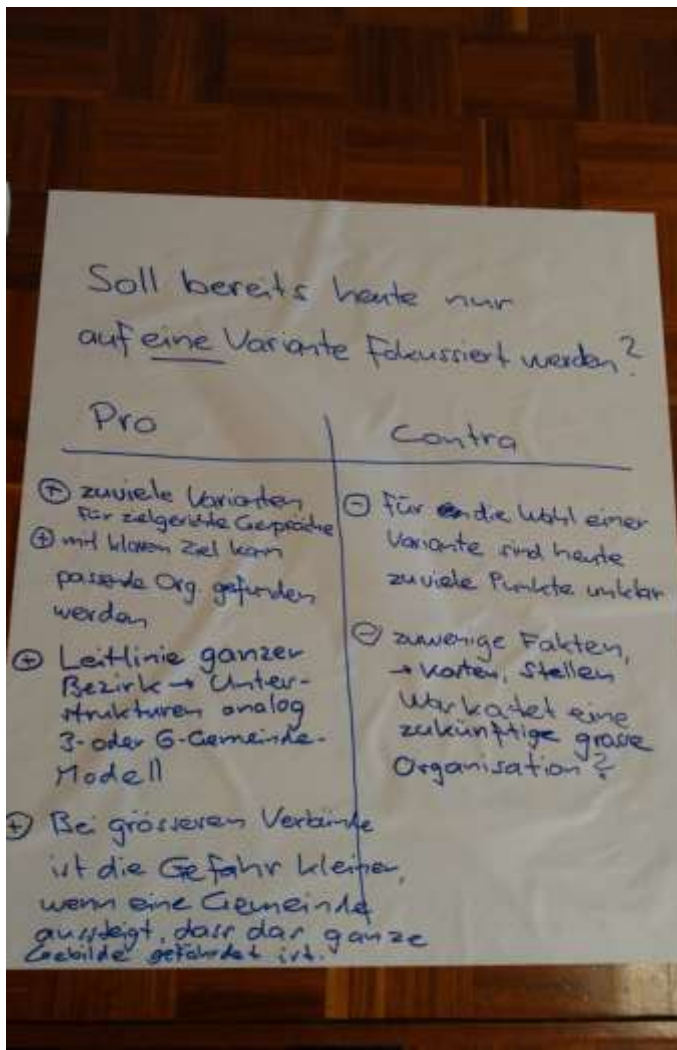 Soll bereits heute nur
auf eine Variante fokussiert werden?
Pro
⊕ zuviele Varianten
für zielgerichte Gespräche
⊕ mit klarem Ziel kann
passende Org. gefunden
werden
⊕ Leitlinie ganzer
Bezirk → Unter-
strukturen analog
3- oder 6-Gemeinde-
Modell
⊕ Bei grösseren Verbände
ist die Gefahr kleiner,
wenn eine Gemeinde
aussteigt, dass das ganze
Gebilde gefährdet ist.
Contra
⊖ für die Wahl einer
Variante sind heute
zuviele Punkte unklar
⊖ zuwenige Fakten,
→ Kosten, Stellen
Was kostet eine
zukünftige grosse
Organisation?